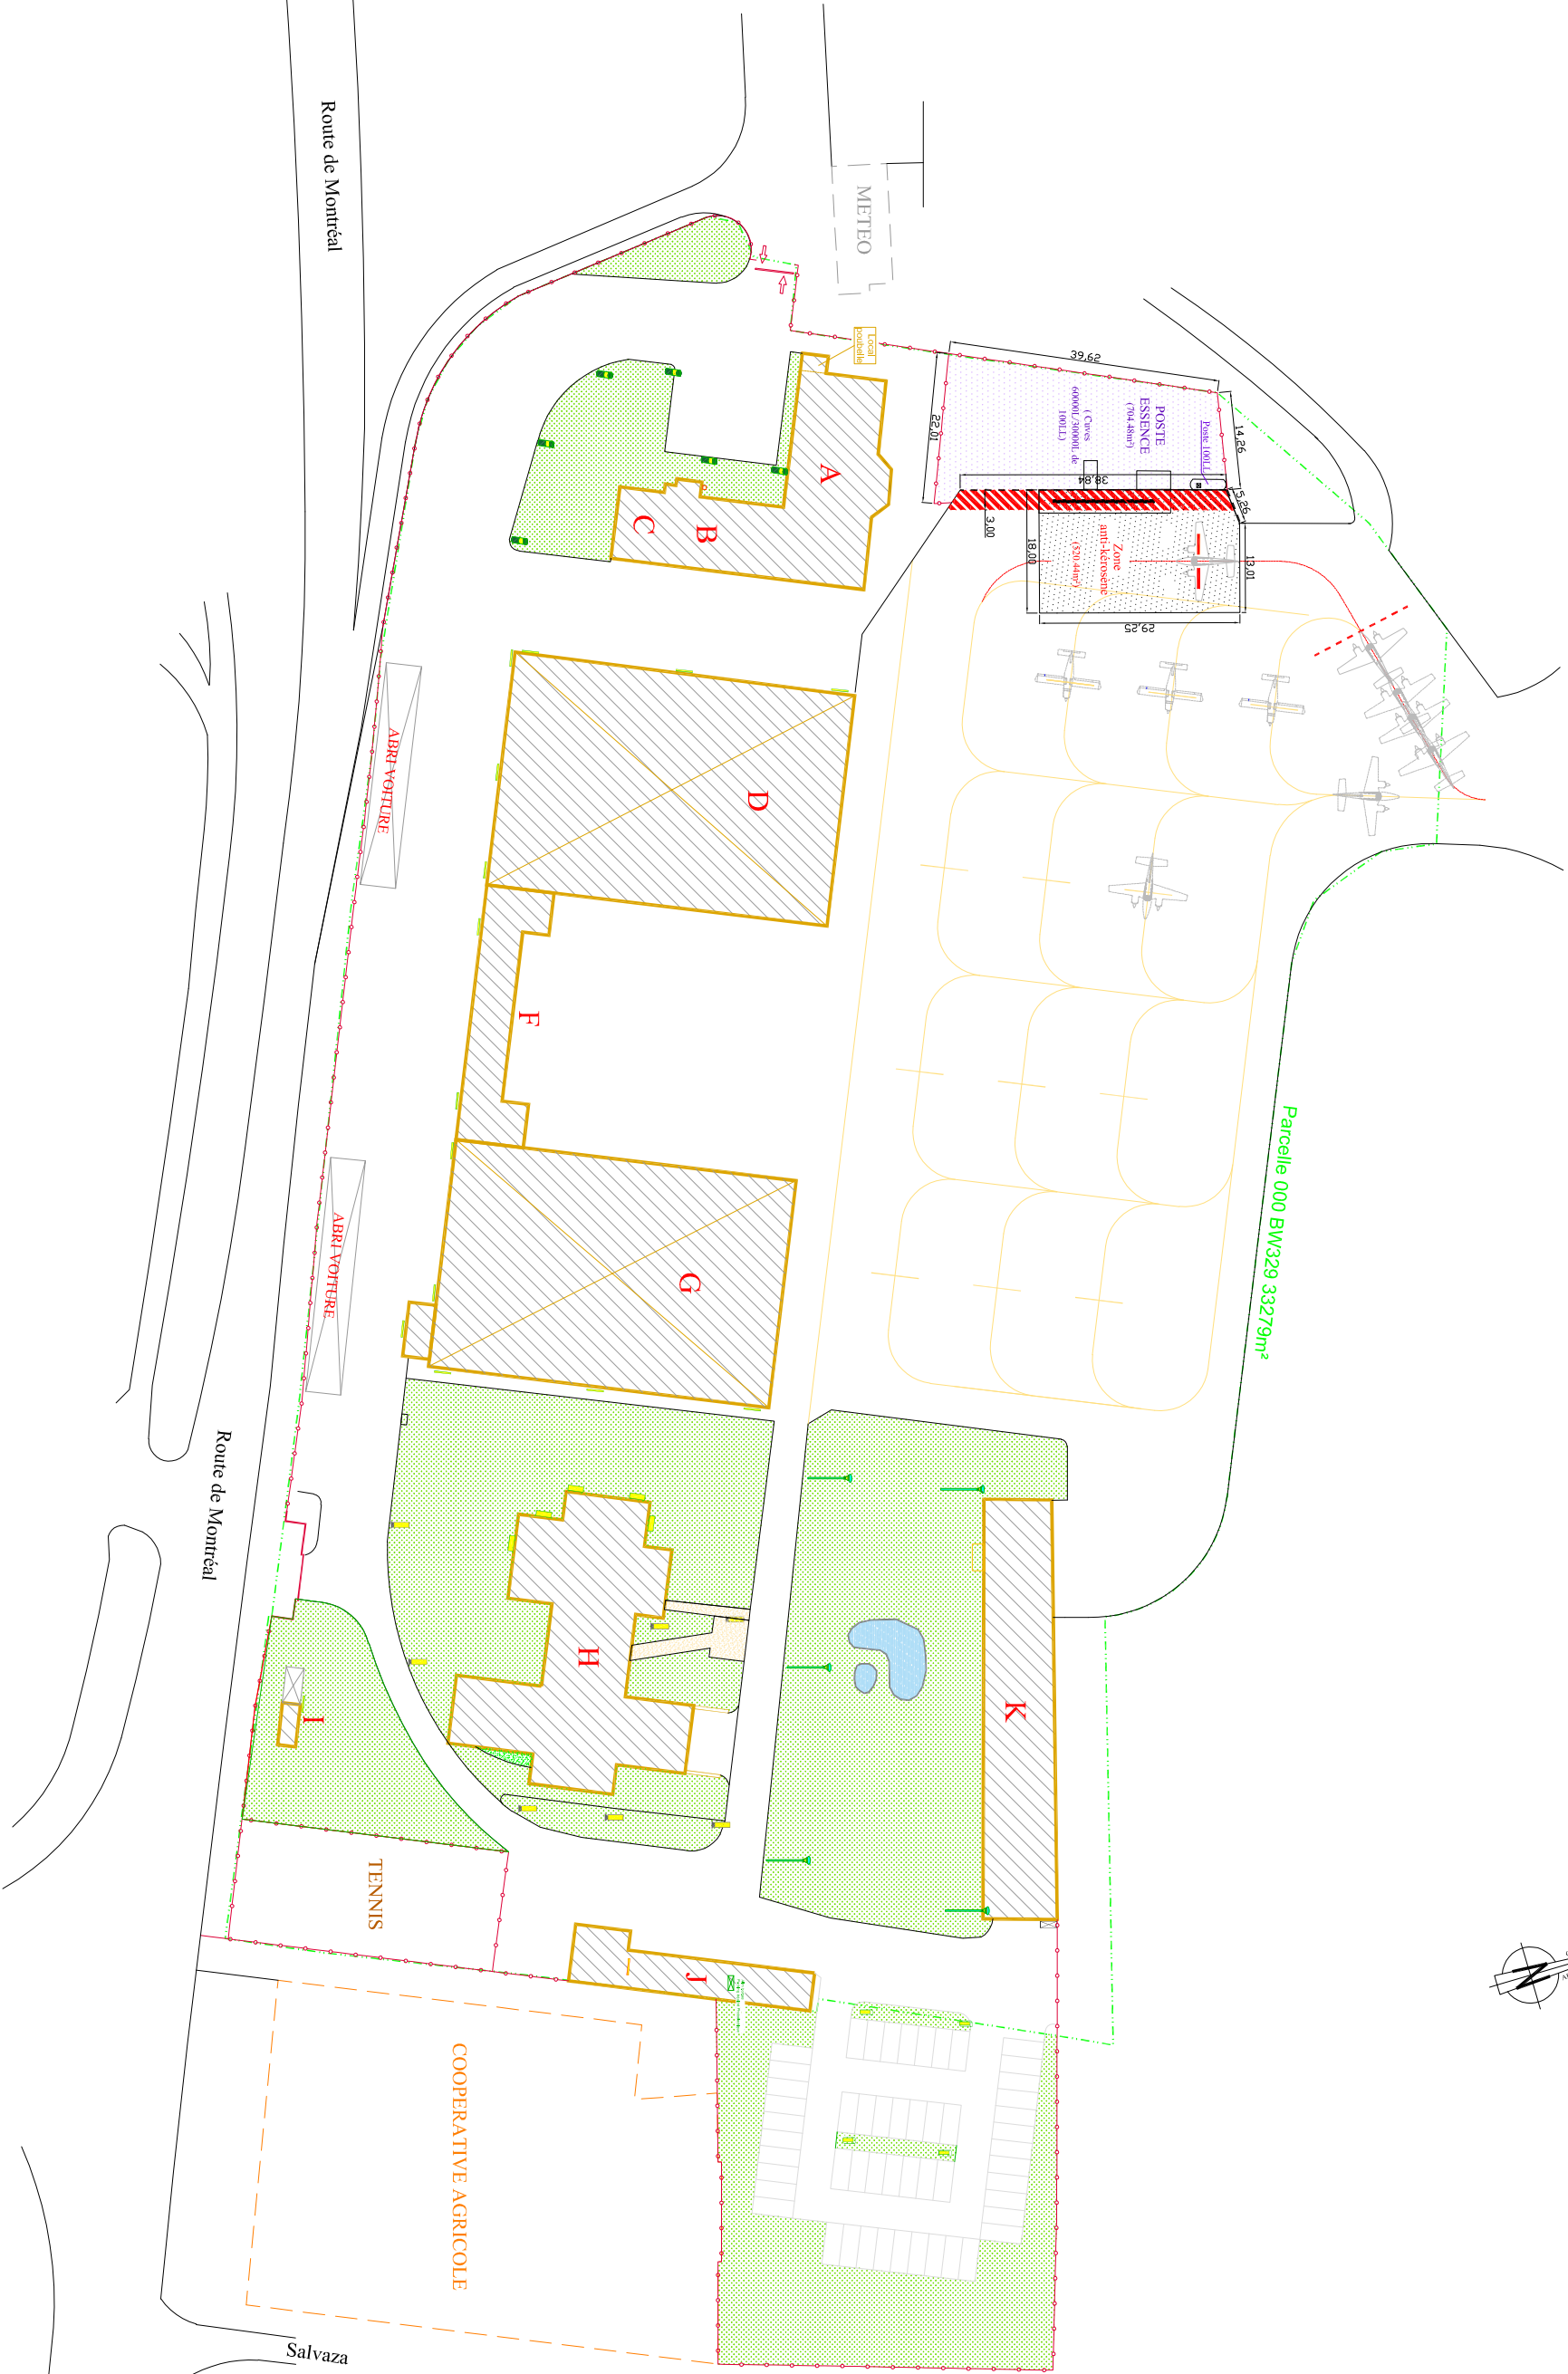 Route de Montréal
METEO
Local
poubelle
39,62
POSTE
ESSENCE
(704.48m²)
( Cuves
60000L/30000L de
100LL)
Poste 100LL
14,26
22,01
38,84
5,26
3,00
18,00
13,01
29,25
Zone
anti-kérosène
(520.44m²)
A
B
C
D
ABRI VOITURE
F
Parcelle 000 BW329 33279m²
ABRI VOITURE
G
Route de Montréal
H
I
K
TENNIS
J
N
COOPERATIVE AGRICOLE
Salvaza